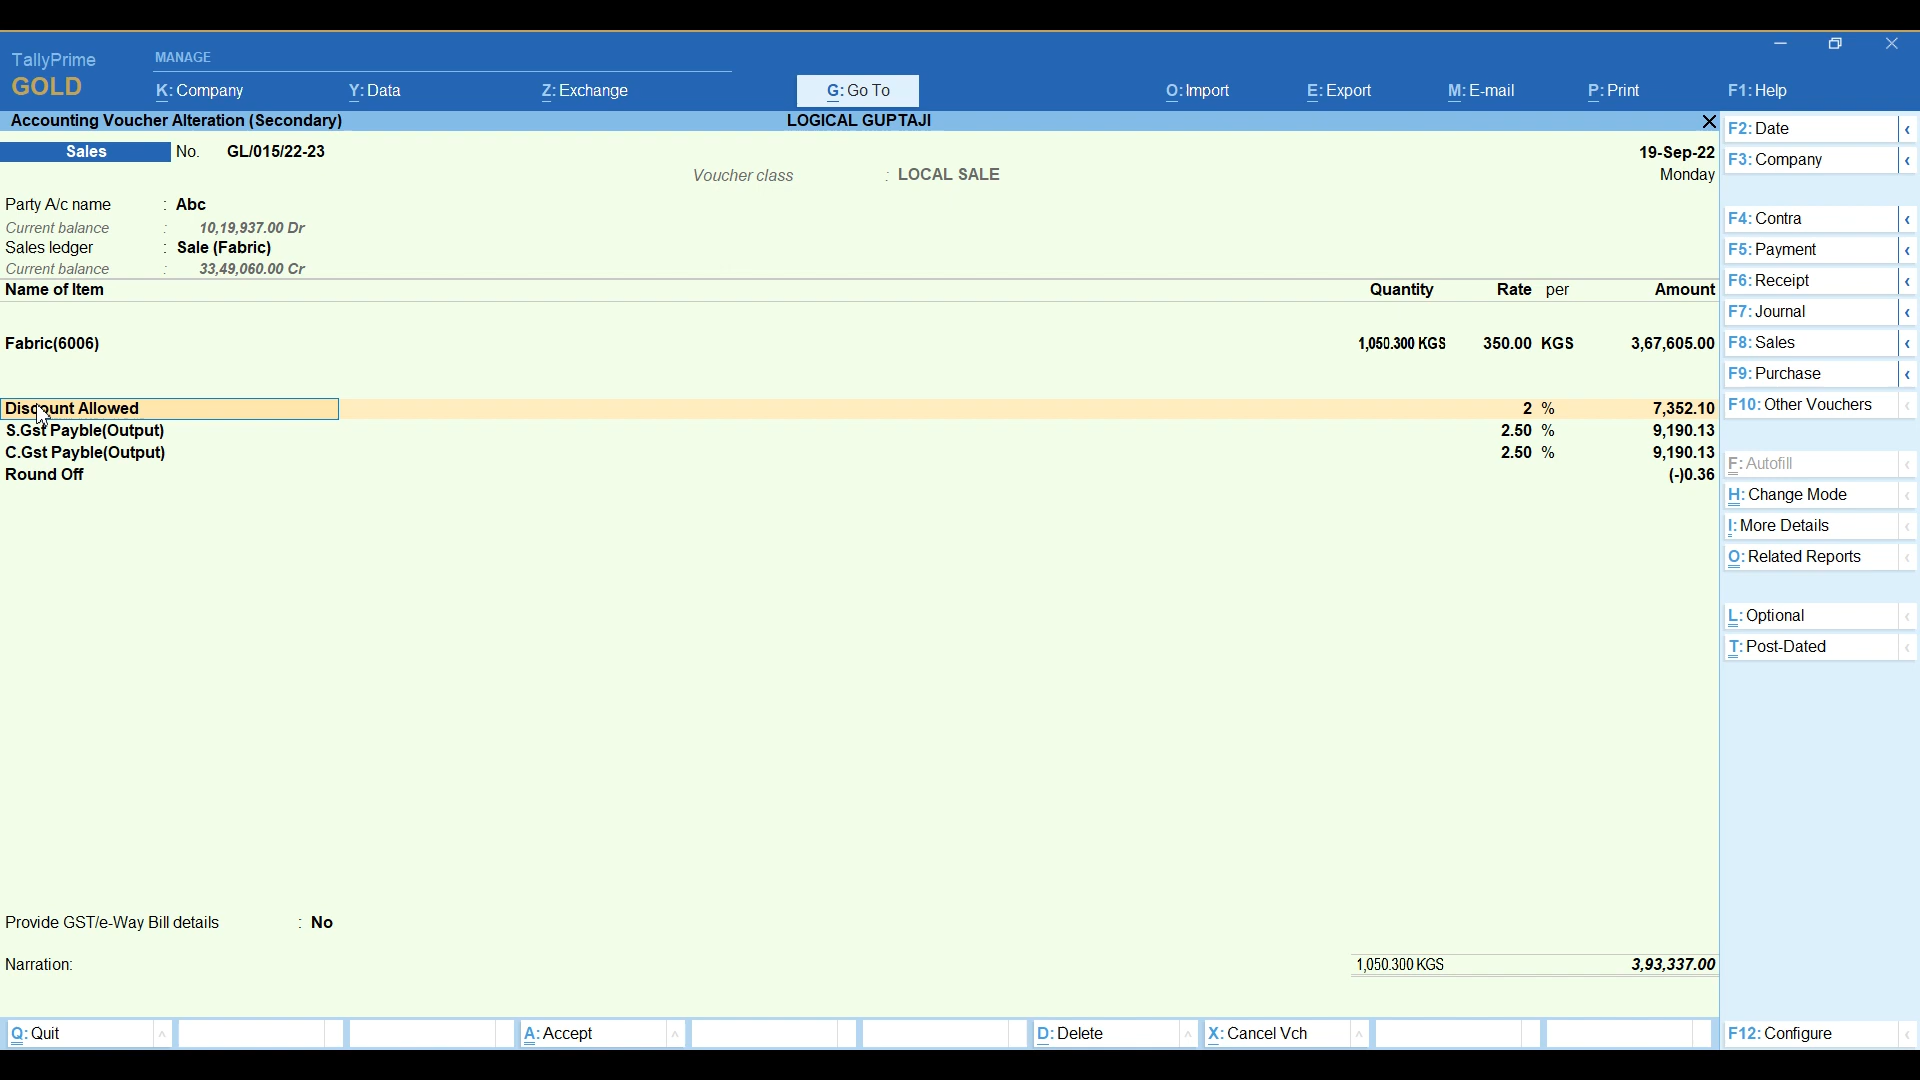 TallyPrime
GOLD
MANAGE
K: Company Y: Data Z: Exchange G: Go To O: Import E: Export M: E-mail P: Print F1: Help
Accounting Voucher Alteration (Secondary) LOGICAL GUPTAJI
Sales No. GL/015/22-23 19-Sep-22
Voucher class : LOCAL SALE Monday
Party A/c name : Abc
Current balance : 10,19,937.00 Dr
Sales ledger : Sale (Fabric)
Current balance : 33,49,060.00 Cr
Name of Item Quantity Rate per Amount
Fabric(6006) 1,050.300 KGS 350.00 KGS 3,67,605.00
Discount Allowed 2 % 7,352.10
S.Gst Payble(Output) 2.50 % 9,190.13
C.Gst Payble(Output) 2.50 % 9,190.13
Round Off (-)0.36
Provide GST/e-Way Bill details : No
Narration: 1,050.300 KGS 3,93,337.00
F2: Date
F3: Company
F4: Contra
F5: Payment
F6: Receipt
F7: Journal
F8: Sales
F9: Purchase
F10: Other Vouchers
F: Autofill
H: Change Mode
I: More Details
O: Related Reports
L: Optional
T: Post-Dated
Q: Quit A: Accept D: Delete X: Cancel Vch F12: Configure